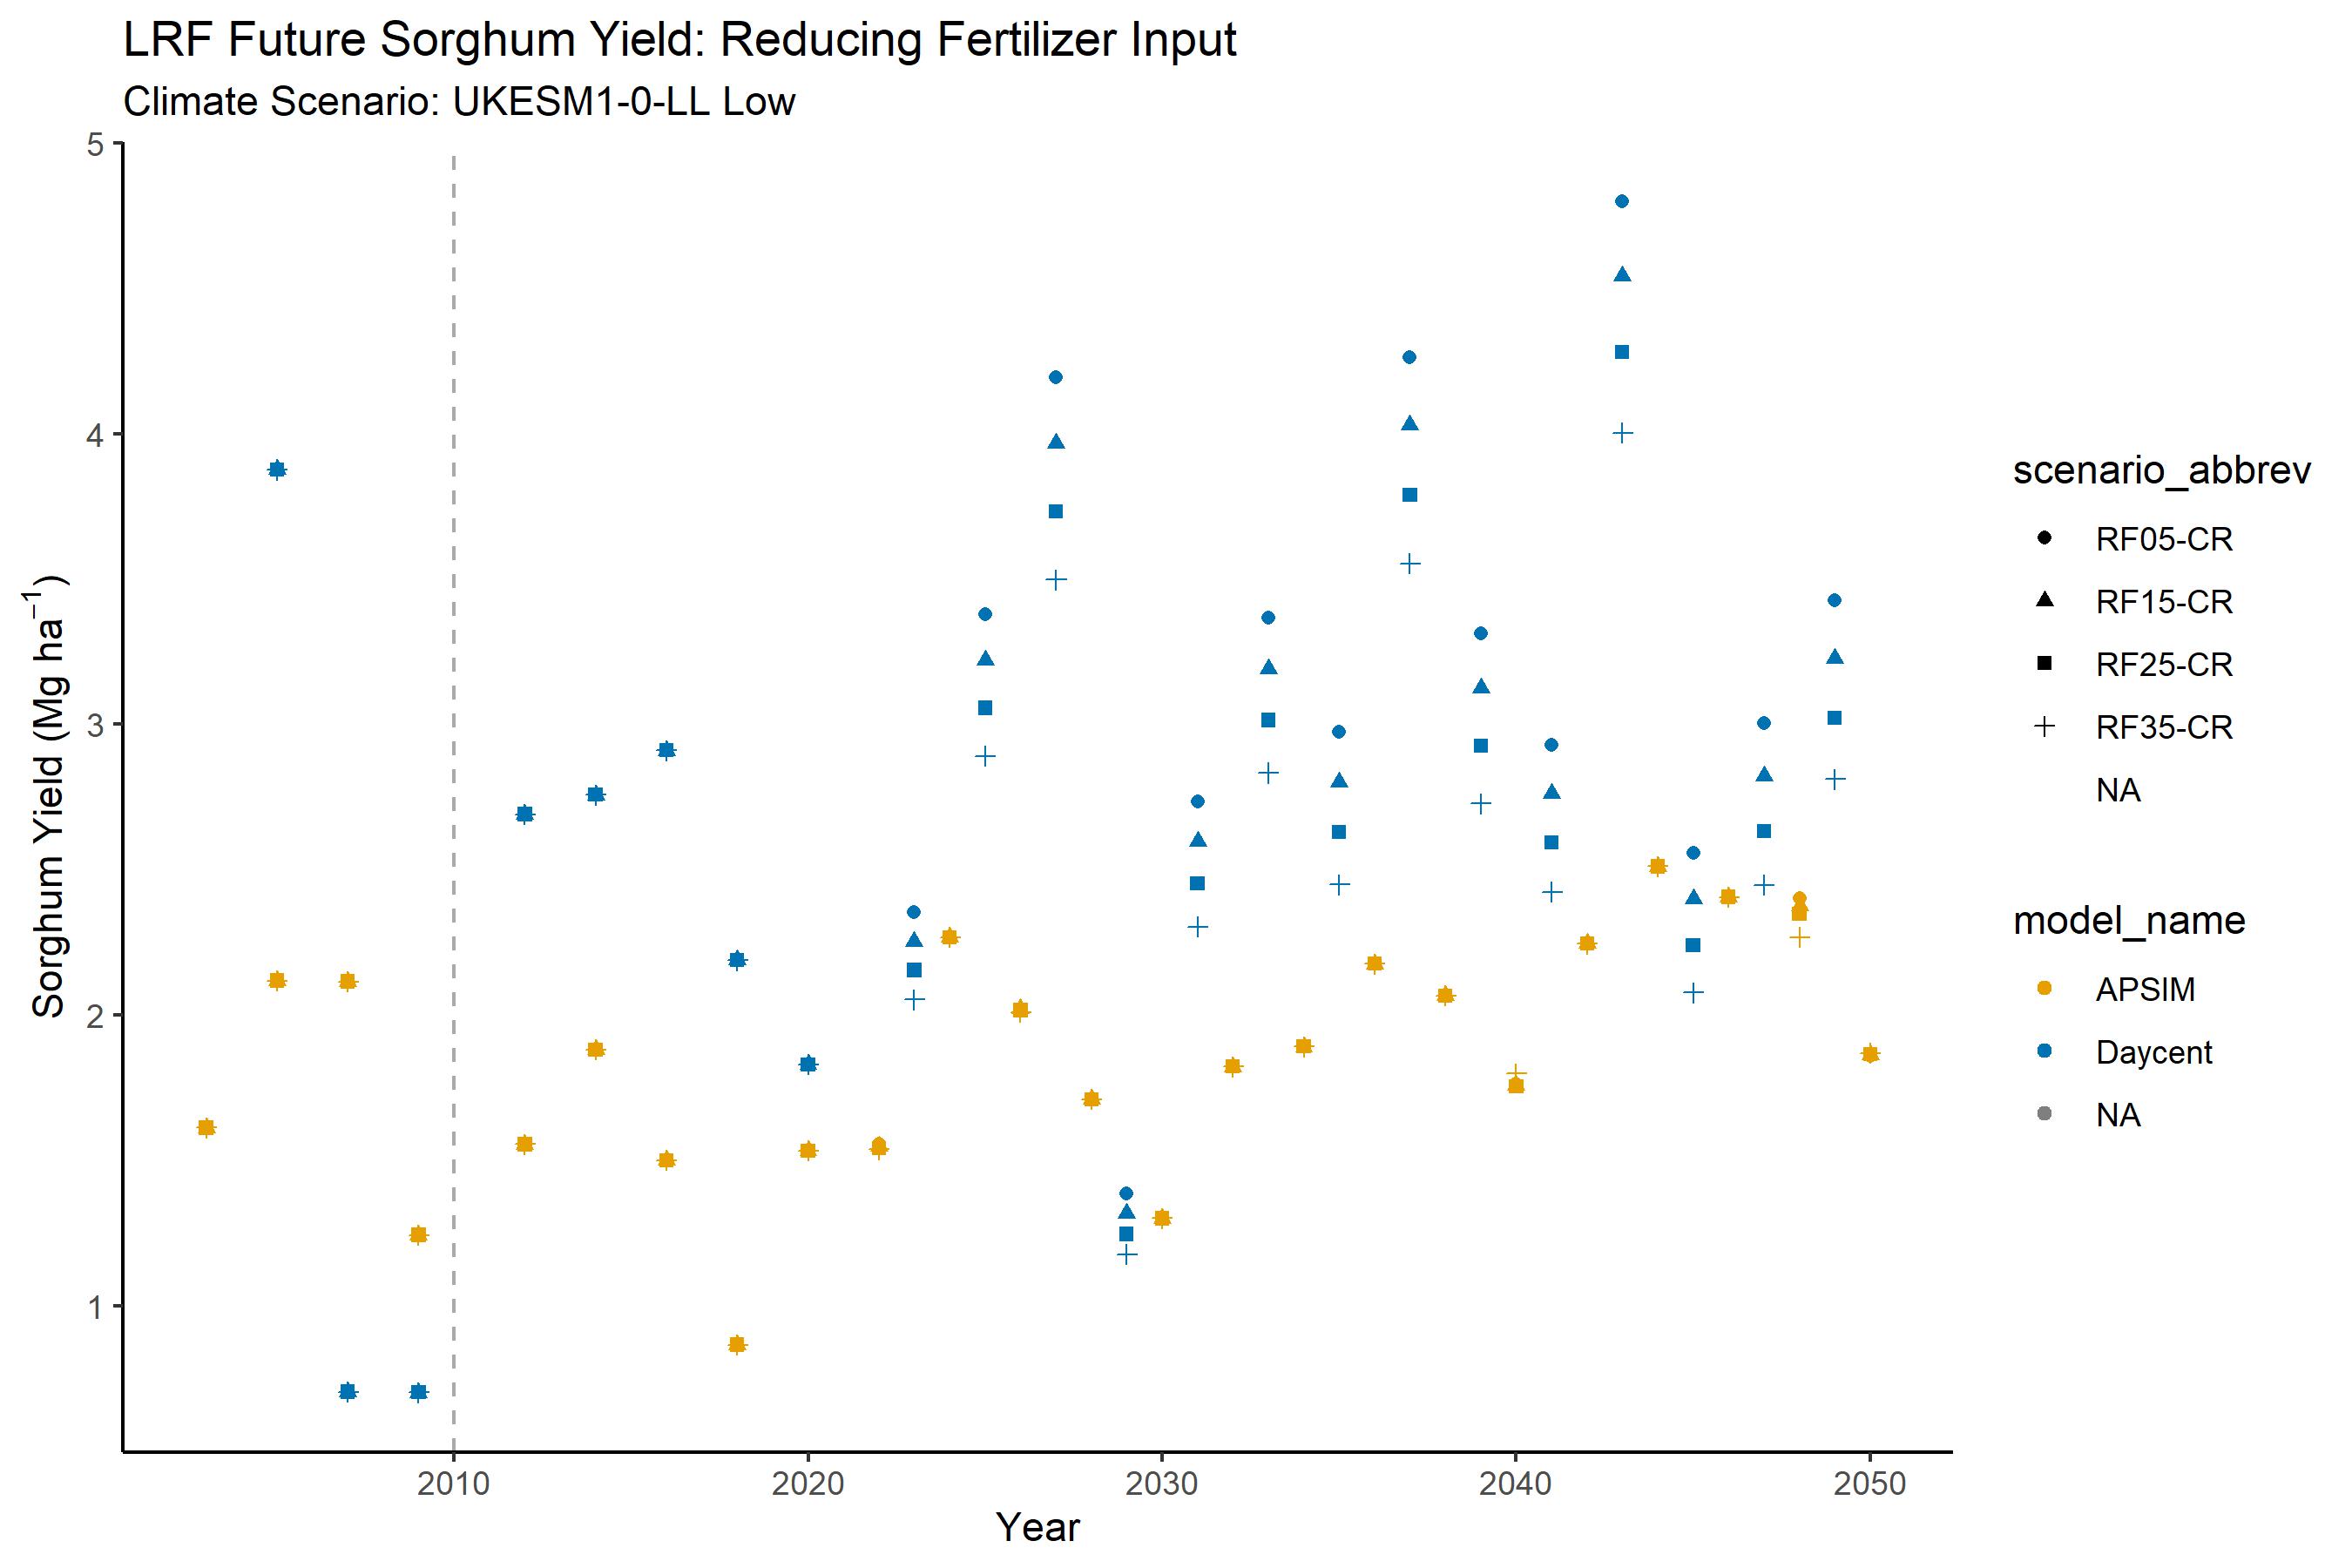 LRF Future Sorghum Yield: Reducing Fertilizer Input
Climate Scenario: UKESM1-0-LL Low
5
4
3
2
1
Sorghum Yield (Mg ha⁻¹)
2010
2020
2030
2040
2050
Year
scenario_abbrev
RF05-CR
RF15-CR
RF25-CR
RF35-CR
NA
model_name
APSIM
Daycent
NA